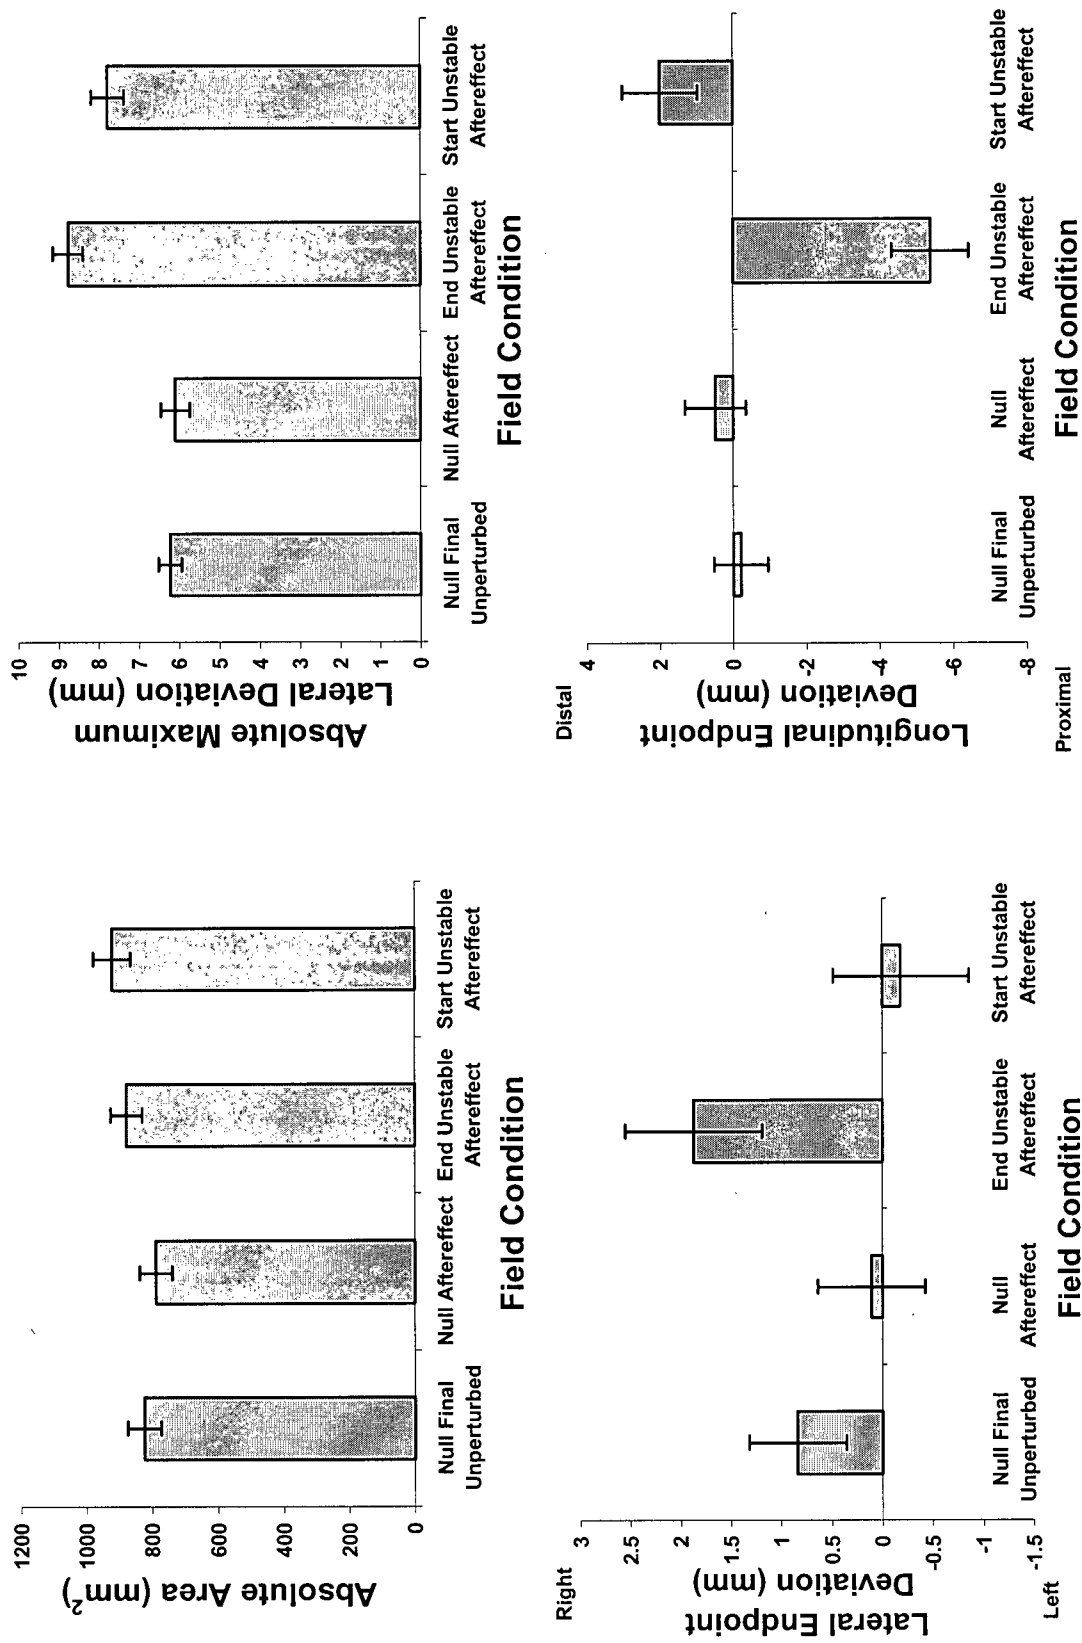 1200
1000
800
600
400
200
0
Absolute Area (mm²)
Null Final
Unperturbed
Null Aftereffect
End Unstable
Aftereffect
Start Unstable
Aftereffect
Field Condition
10
9
8
7
6
5
4
3
2
1
0
Absolute Maximum
Lateral Deviation (mm)
Null Final
Unperturbed
Null Aftereffect
End Unstable
Aftereffect
Start Unstable
Aftereffect
Field Condition
Right
3
2.5
2
1.5
1
0.5
0
-0.5
-1
-1.5
Left
Lateral Endpoint
Deviation (mm)
Null Final
Unperturbed
Null
Aftereffect
End Unstable
Aftereffect
Start Unstable
Aftereffect
Field Condition
Distal
4
2
0
-2
-4
-6
-8
Proximal
Longitudinal Endpoint
Deviation (mm)
Null Final
Unperturbed
Null
Aftereffect
End Unstable
Aftereffect
Start Unstable
Aftereffect
Field Condition